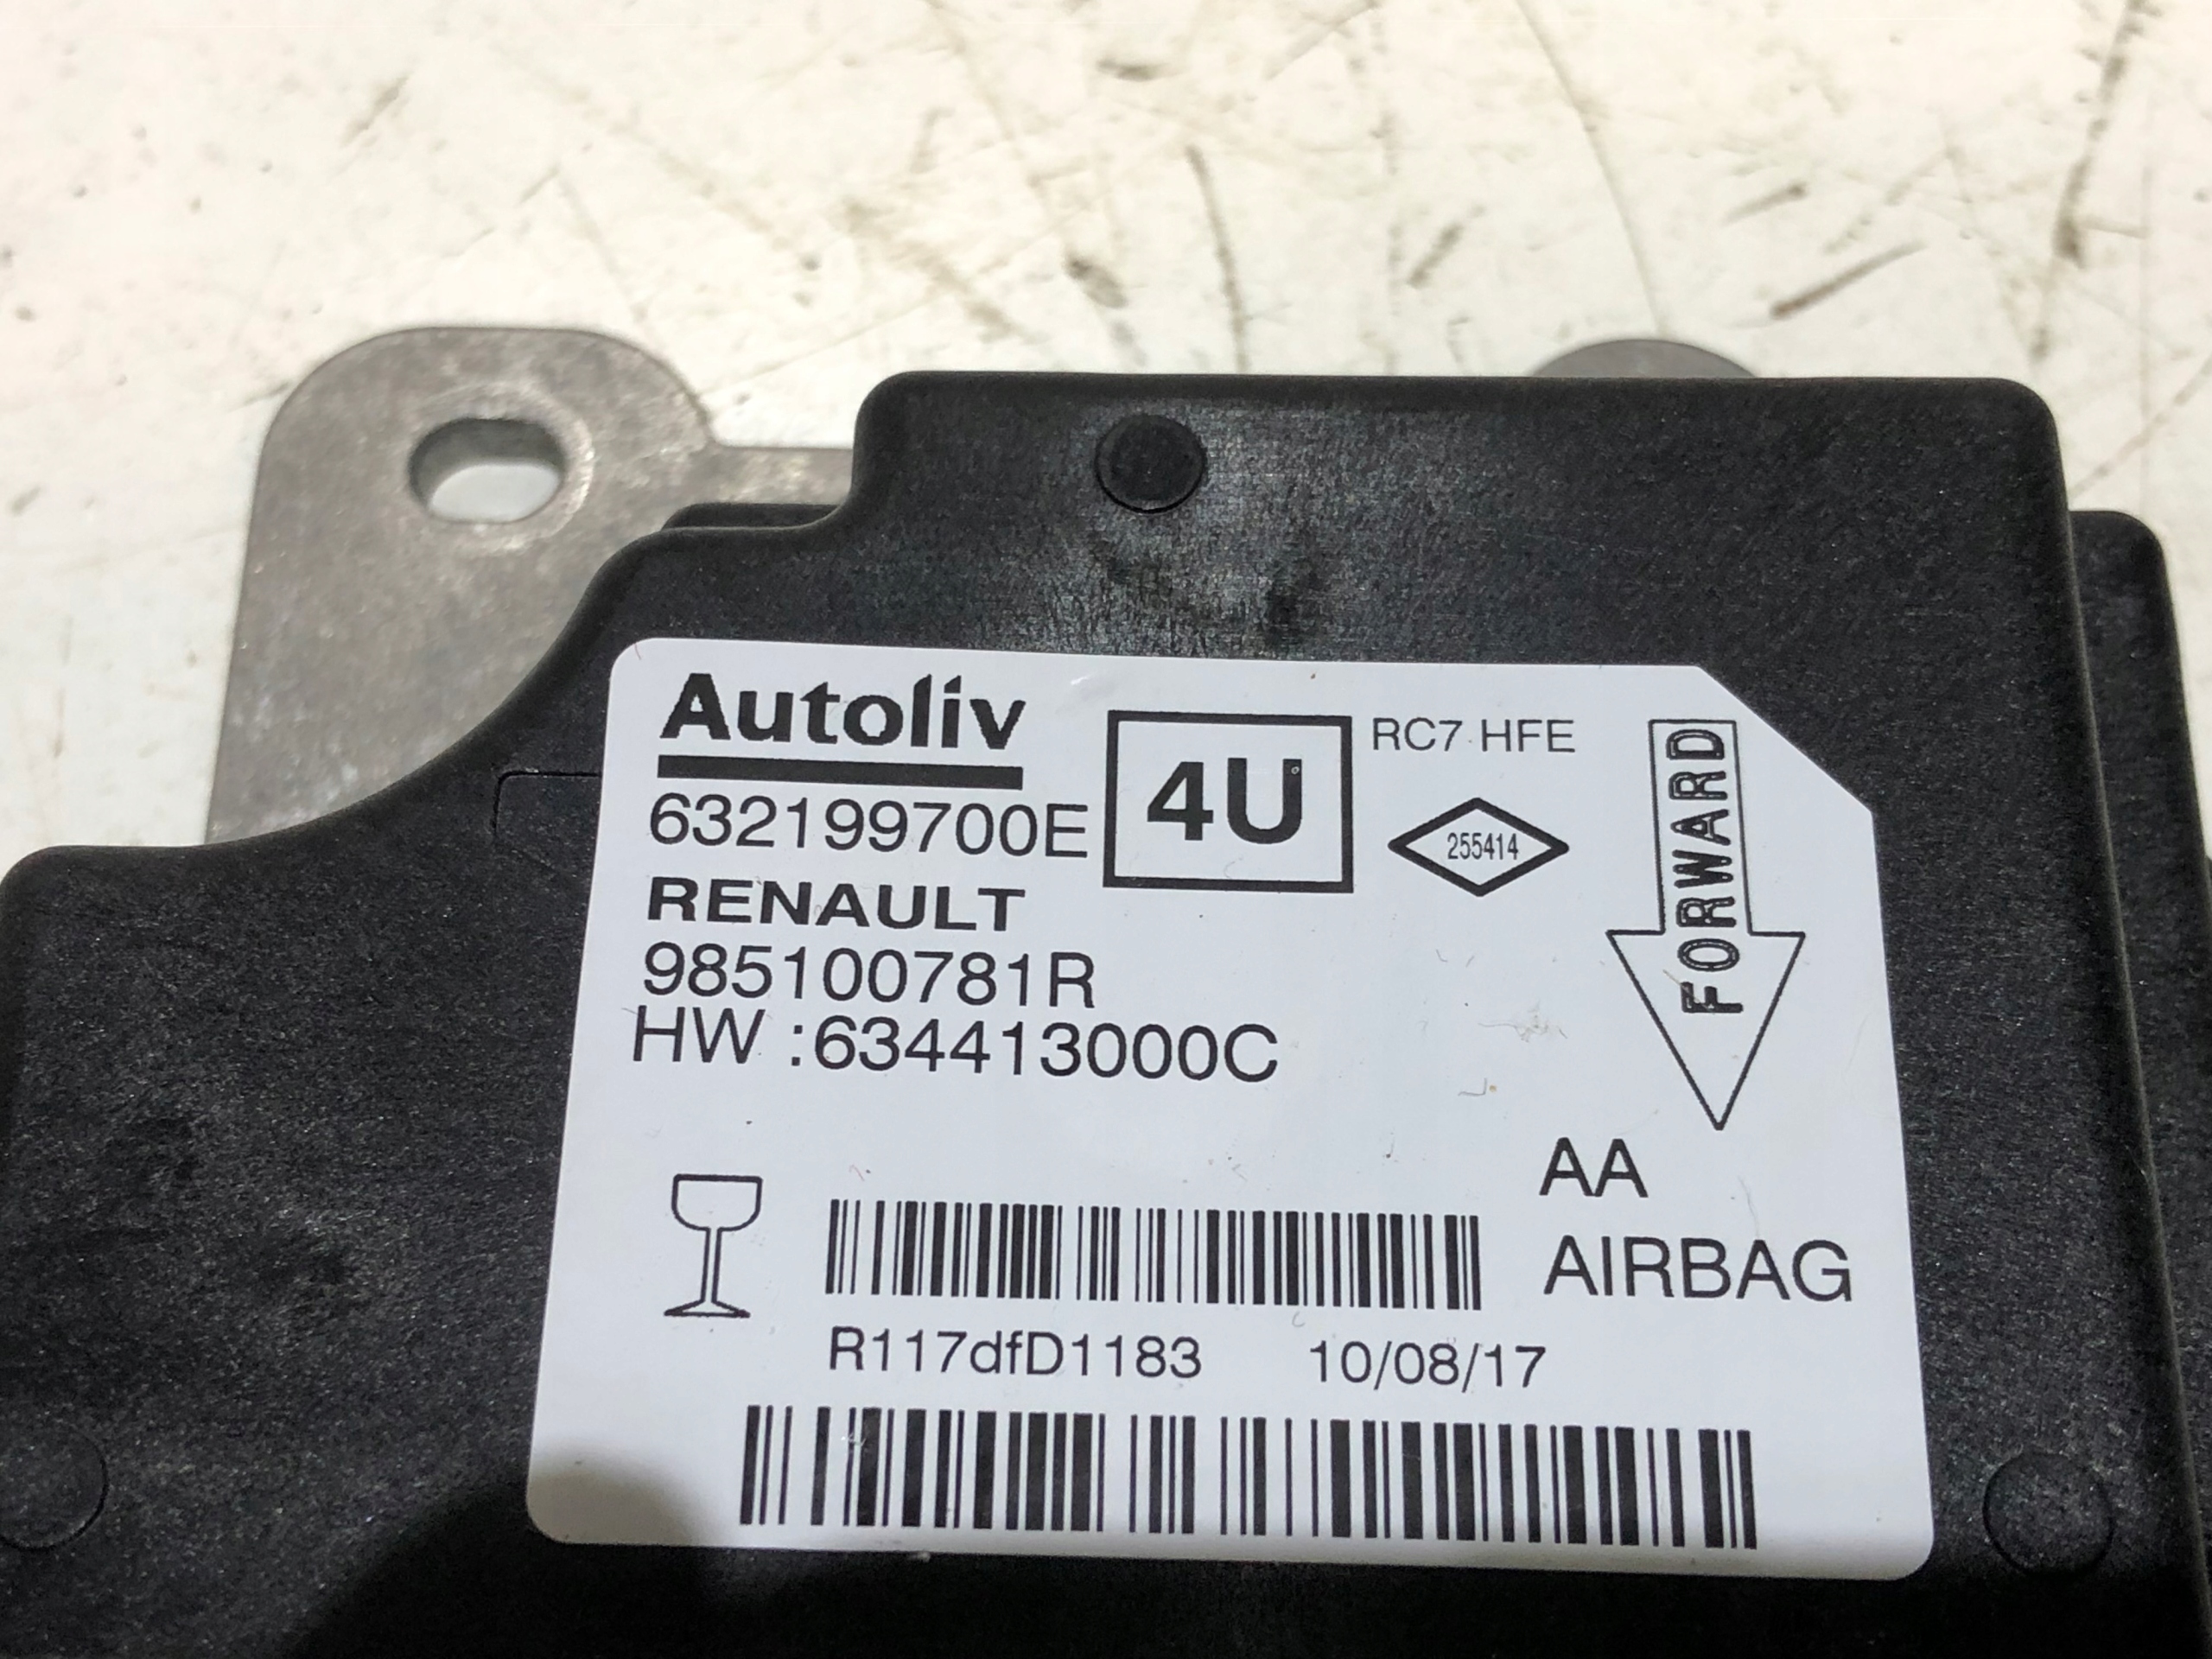 Autoliv
632199700E
4U
RC7 HFE
255414
FORWARD
RENAULT
985100781R
HW :634413000C
AA
AIRBAG
R117dfD1183 10/08/17